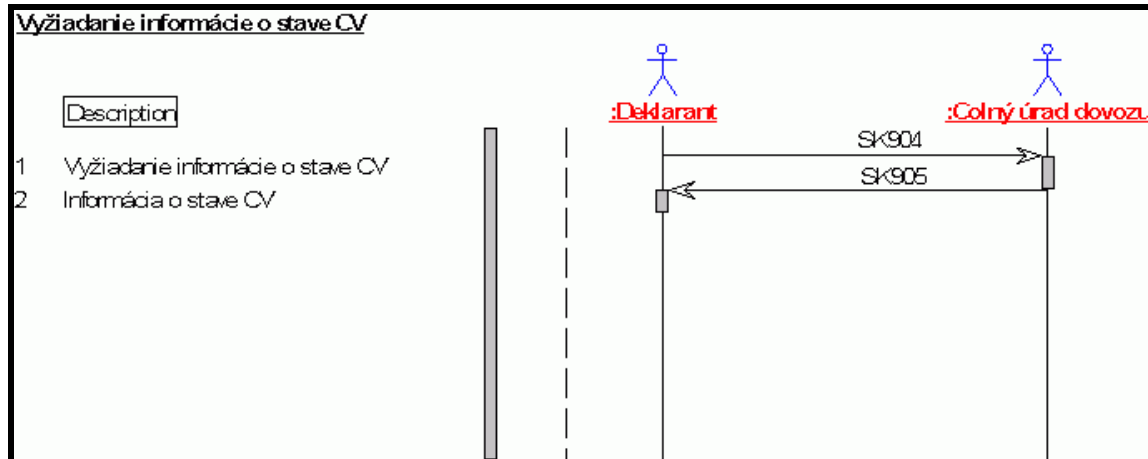 Vyžiadanie informácie o stave CV
Description
:Deklarant
:Colný úrad dovozu
SK904
1 Vyžiadanie informácie o stave CV
SK905
2 Informácia o stave CV